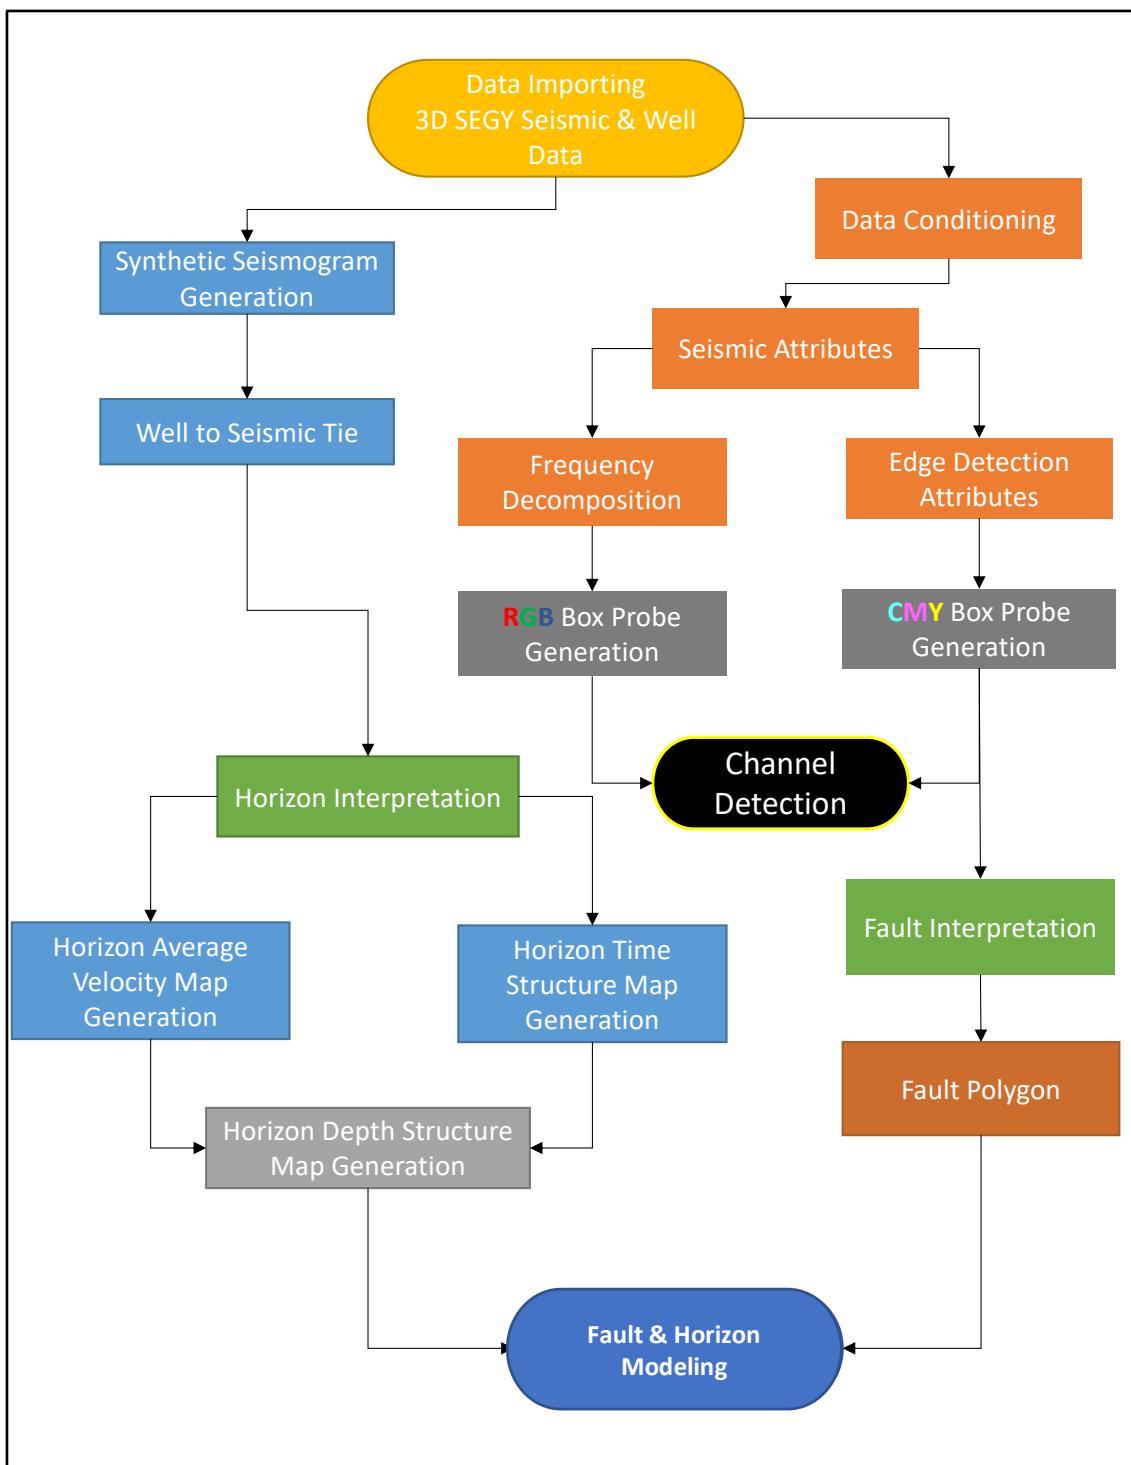 Data Importing
3D SEGY Seismic & Well
Data
Data Conditioning
Synthetic Seismogram
Generation
Seismic Attributes
Well to Seismic Tie
Frequency
Decomposition
Edge Detection
Attributes
RGB Box Probe
Generation
CMY Box Probe
Generation
Channel
Detection
Horizon Interpretation
Fault Interpretation
Horizon Average
Velocity Map
Generation
Horizon Time
Structure Map
Generation
Fault Polygon
Horizon Depth Structure
Map Generation
Fault & Horizon
Modeling